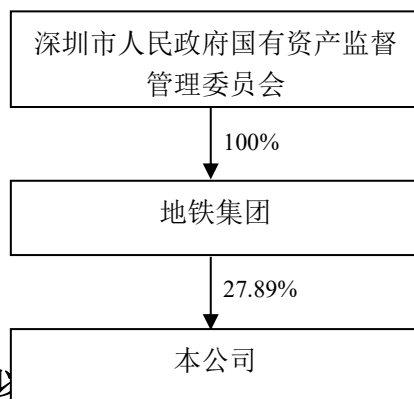 深圳市人民政府国有资产监督
管理委员会
100%
地铁集团
27.89%
本公司